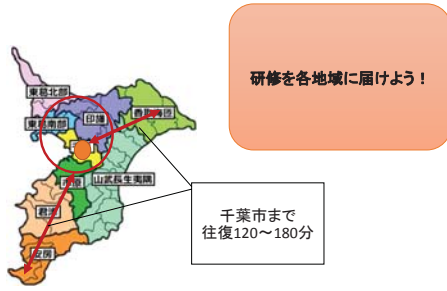 研修を各地域に届けよう！
東葛北部
東葛南部
印旛
香取海匝
市原
山武長生夷隅
君津
安房
千葉市まで
往復120～180分